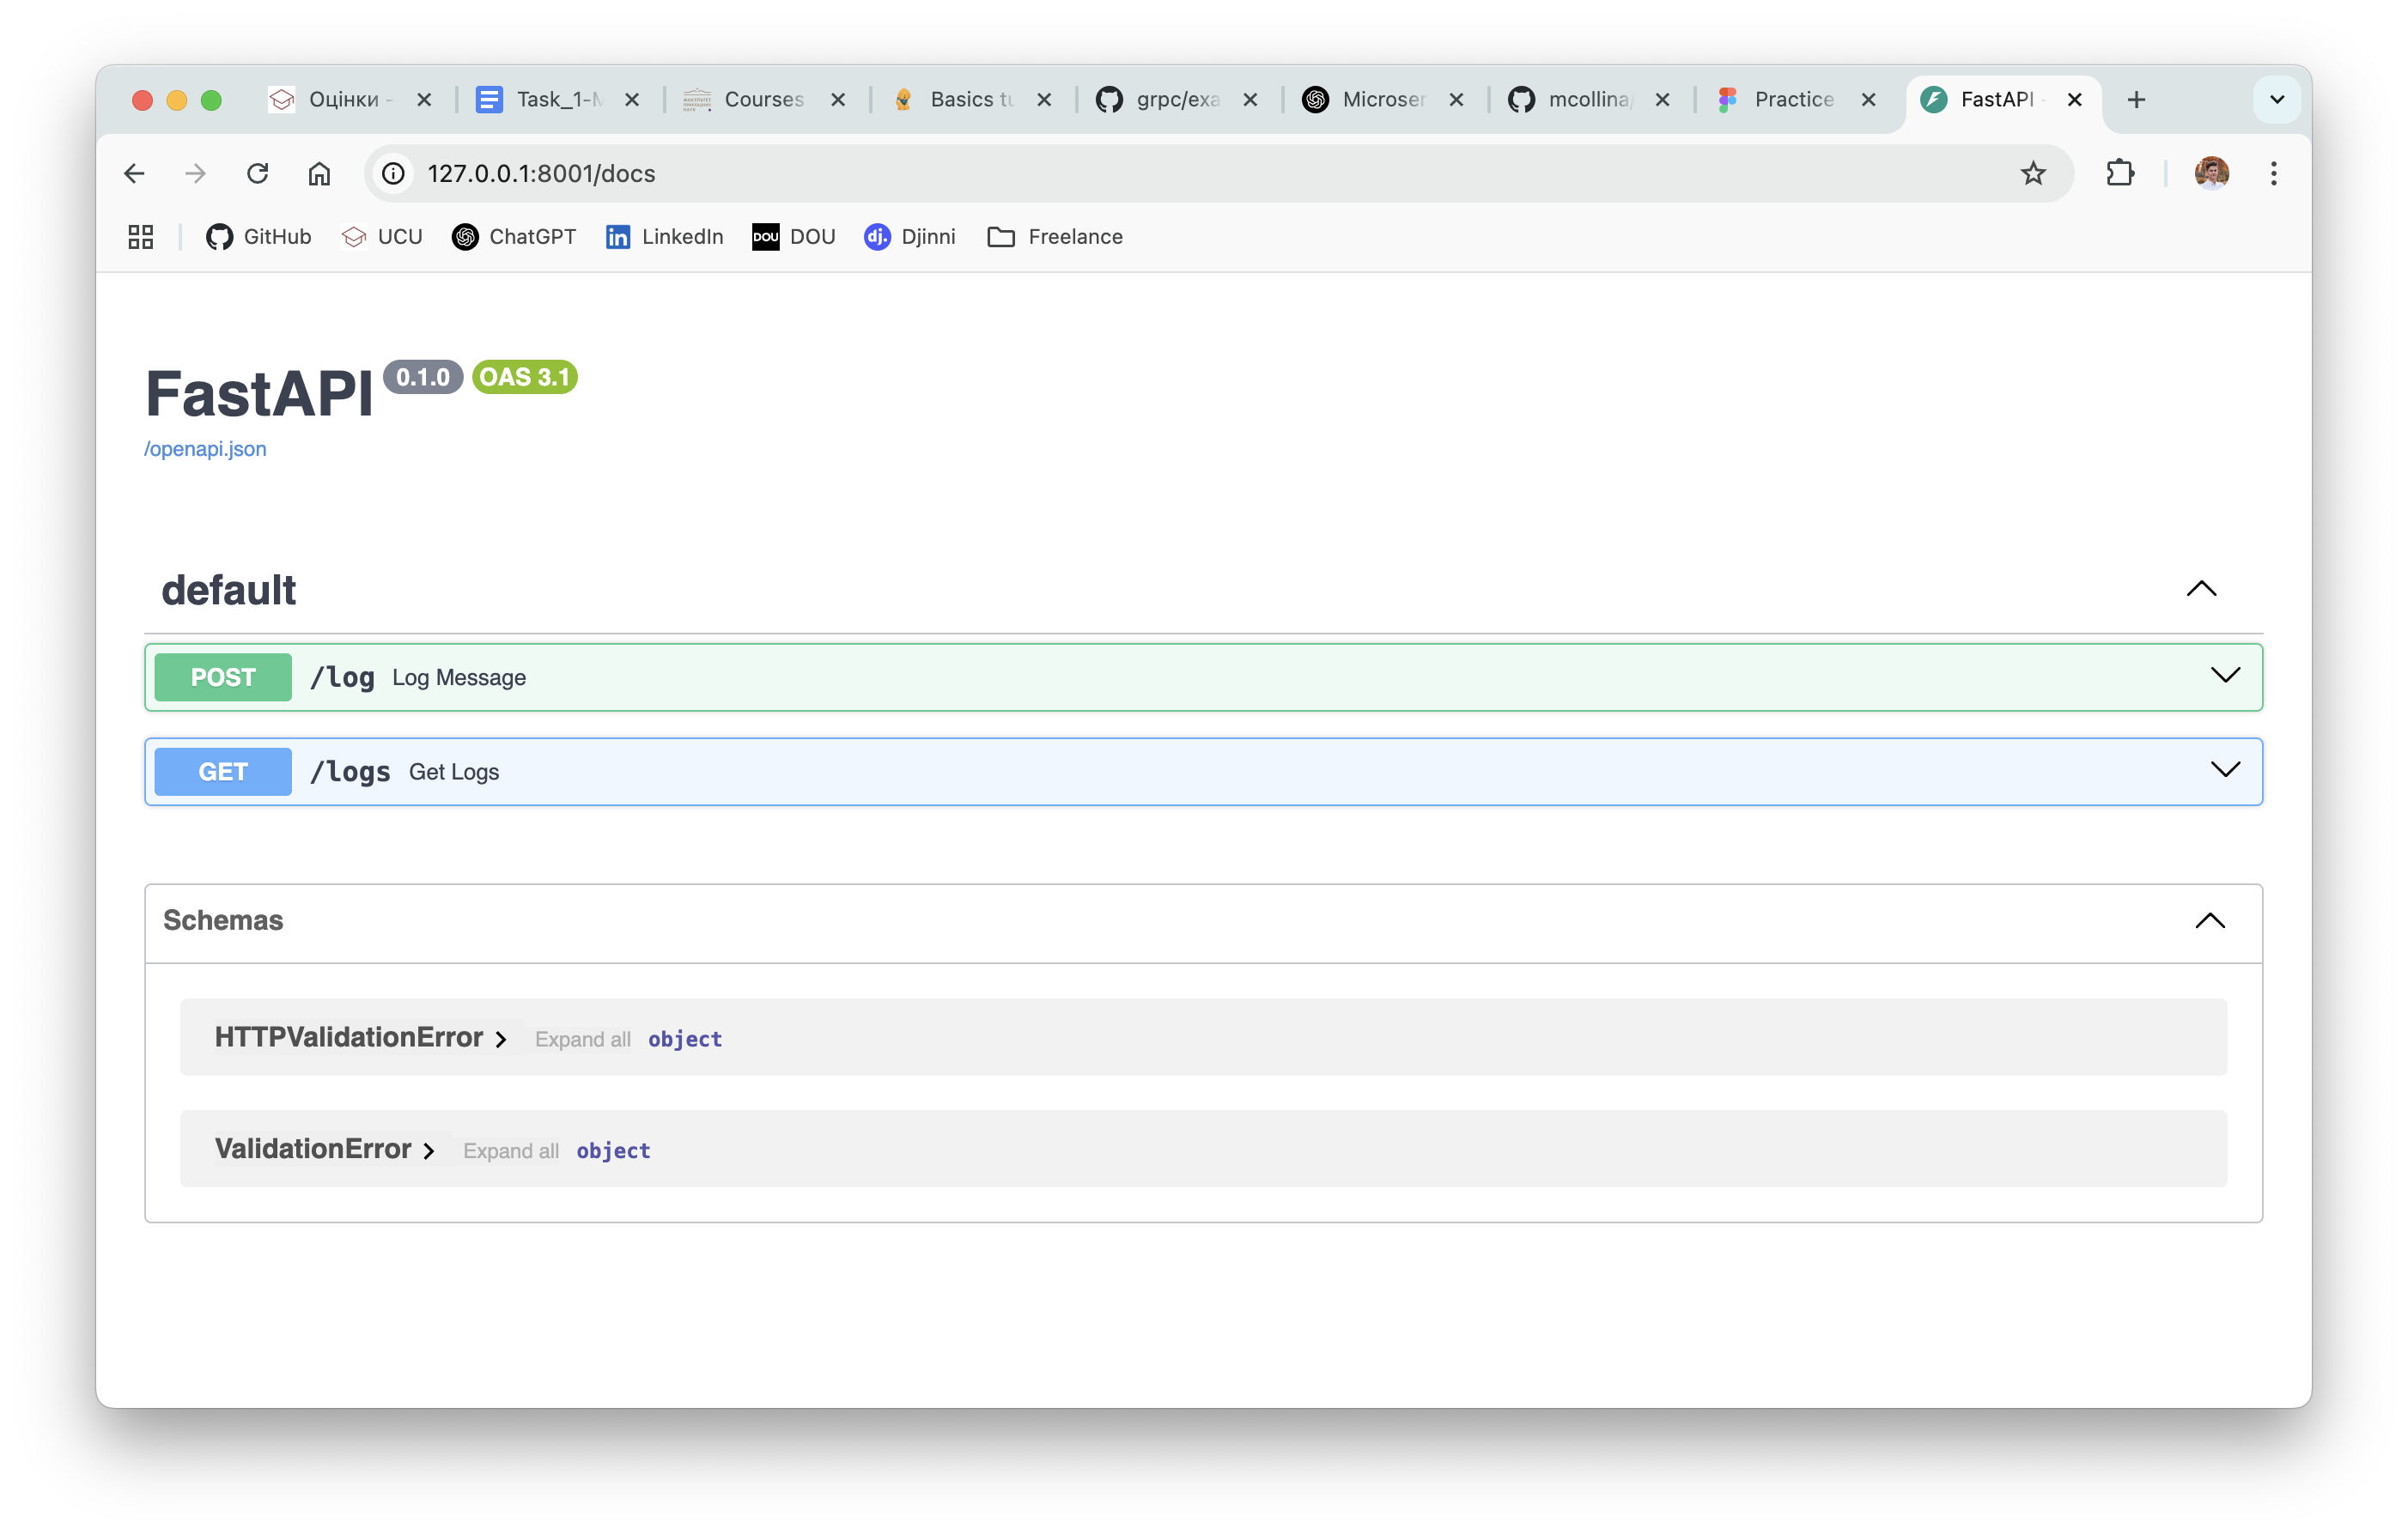 Оцінки - Task_1-M Courses Basics tu grpc/exa Microser mcollina/ Practice FastAPI -
127.0.0.1:8001/docs
GitHub UCU ChatGPT LinkedIn DOU DOU dj. Djinni Freelance
FastAPI 0.1.0 OAS 3.1
/openapi.json
default
POST /log Log Message
GET /logs Get Logs
Schemas
HTTPValidationError Expand all object
ValidationError Expand all object